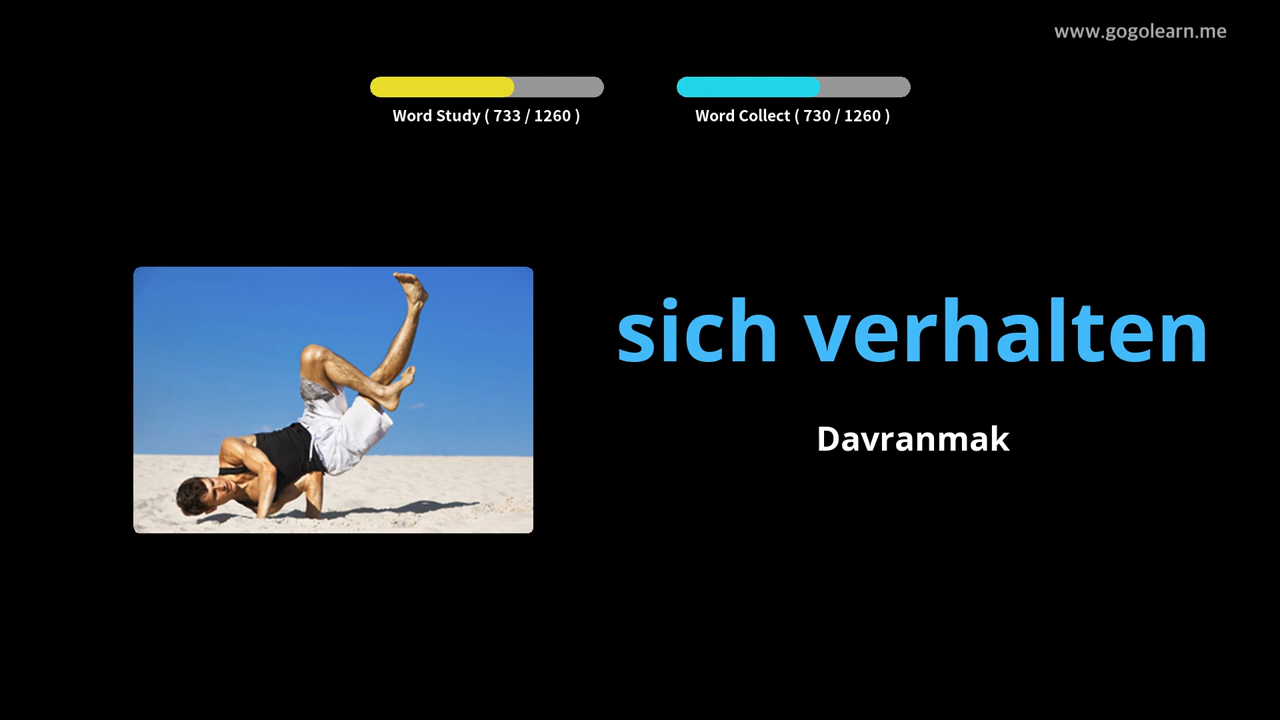 www.gogolearn.me
Word Study ( 733 / 1260 )
Word Collect ( 730 / 1260 )
sich verhalten
Davranmak